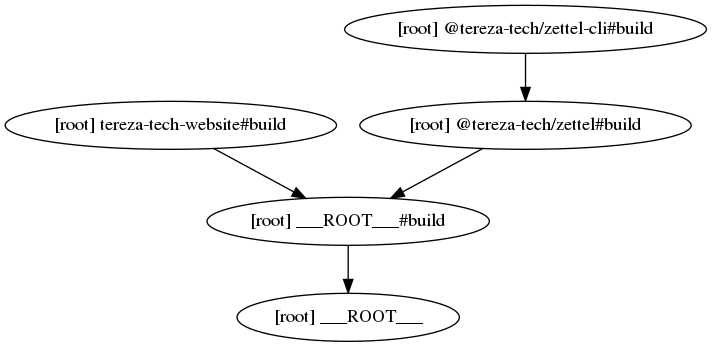 [root] @tereza-tech/zettel-cli#build
[root] tereza-tech-website#build
[root] @tereza-tech/zettel#build
[root] ___ROOT___#build
[root] ___ROOT___